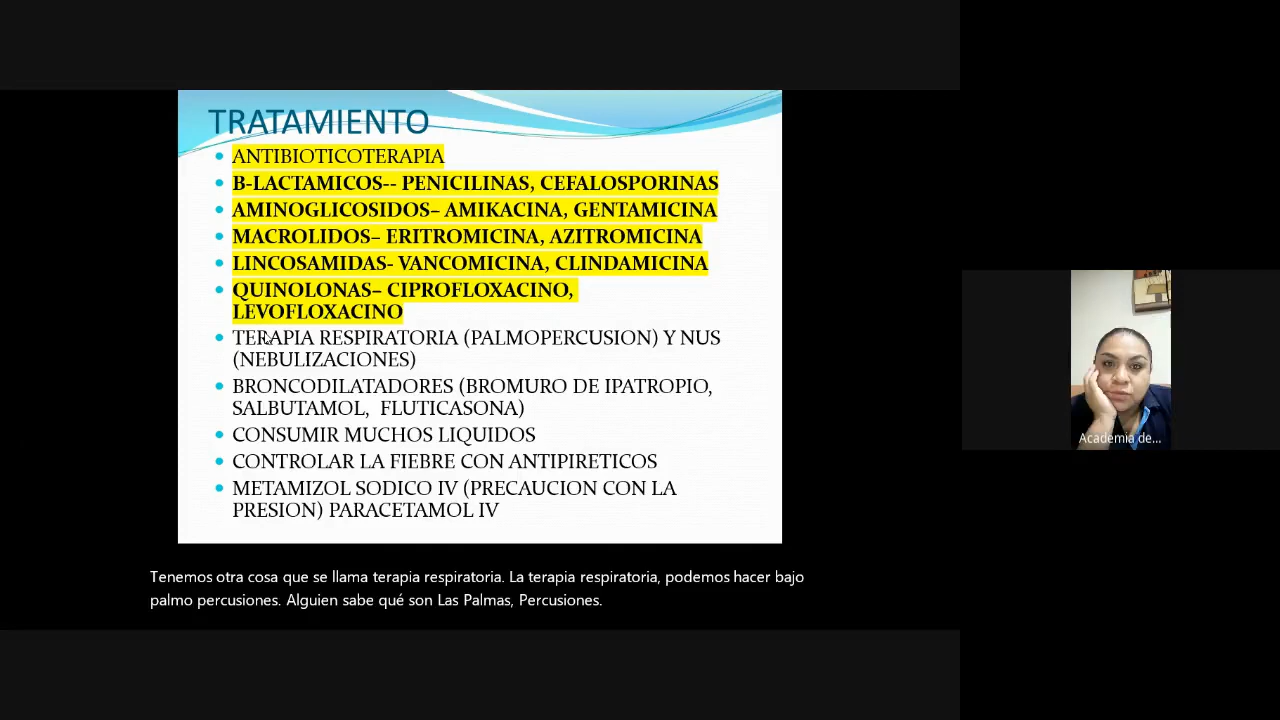 TRATAMIENTO
ANTIBIOTICOTERAPIA
B-LACTAMICOS-- PENICILINAS, CEFALOSPORINAS
AMINOGLICOSIDOS– AMIKACINA, GENTAMICINA
MACROLIDOS– ERITROMICINA, AZITROMICINA
LINCOSAMIDAS- VANCOMICINA, CLINDAMICINA
QUINOLONAS– CIPROFLOXACINO,
LEVOFLOXACINO
TERAPIA RESPIRATORIA (PALMOPERCUSION) Y NUS
(NEBULIZACIONES)
BRONCODILATADORES (BROMURO DE IPATROPIO,
SALBUTAMOL, FLUTICASONA)
CONSUMIR MUCHOS LIQUIDOS
CONTROLAR LA FIEBRE CON ANTIPIRETICOS
METAMIZOL SODICO IV (PRECAUCION CON LA
PRESION) PARACETAMOL IV
Academia de...
Tenemos otra cosa que se llama terapia respiratoria. La terapia respiratoria, podemos hacer bajo
palmo percusiones. Alguien sabe qué son Las Palmas, Percusiones.